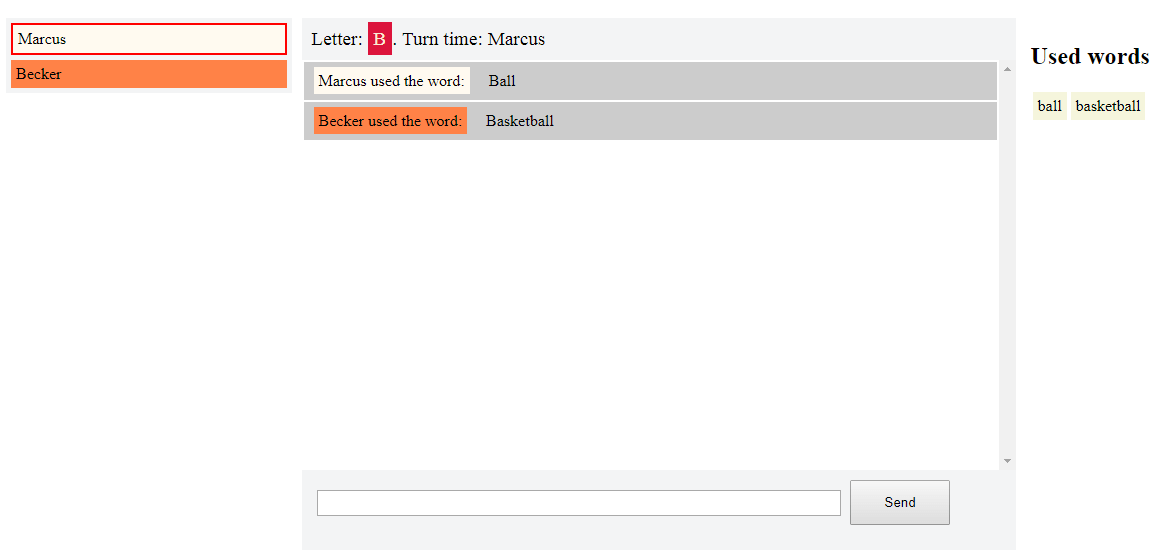 Marcus
Becker
Letter: B. Turn time: Marcus
Marcus used the word: Ball
Becker used the word: Basketball
Send
Used words
ball basketball